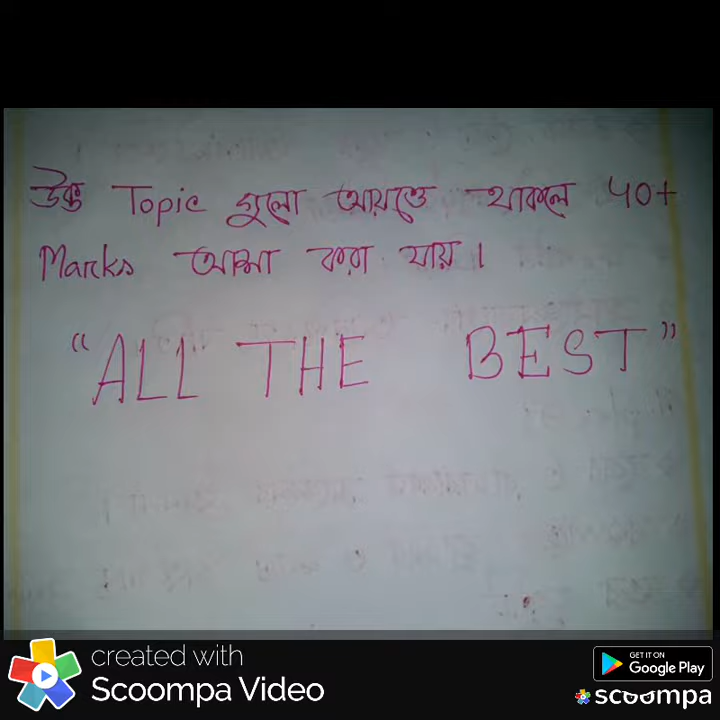 উক্ত Topic গুলো আয়ত্তে থাকলে 40+
Marks আশা করা যায়।
"ALL THE BEST"
created with
Scoompa Video
GET IT ON
Google Play
scoompa